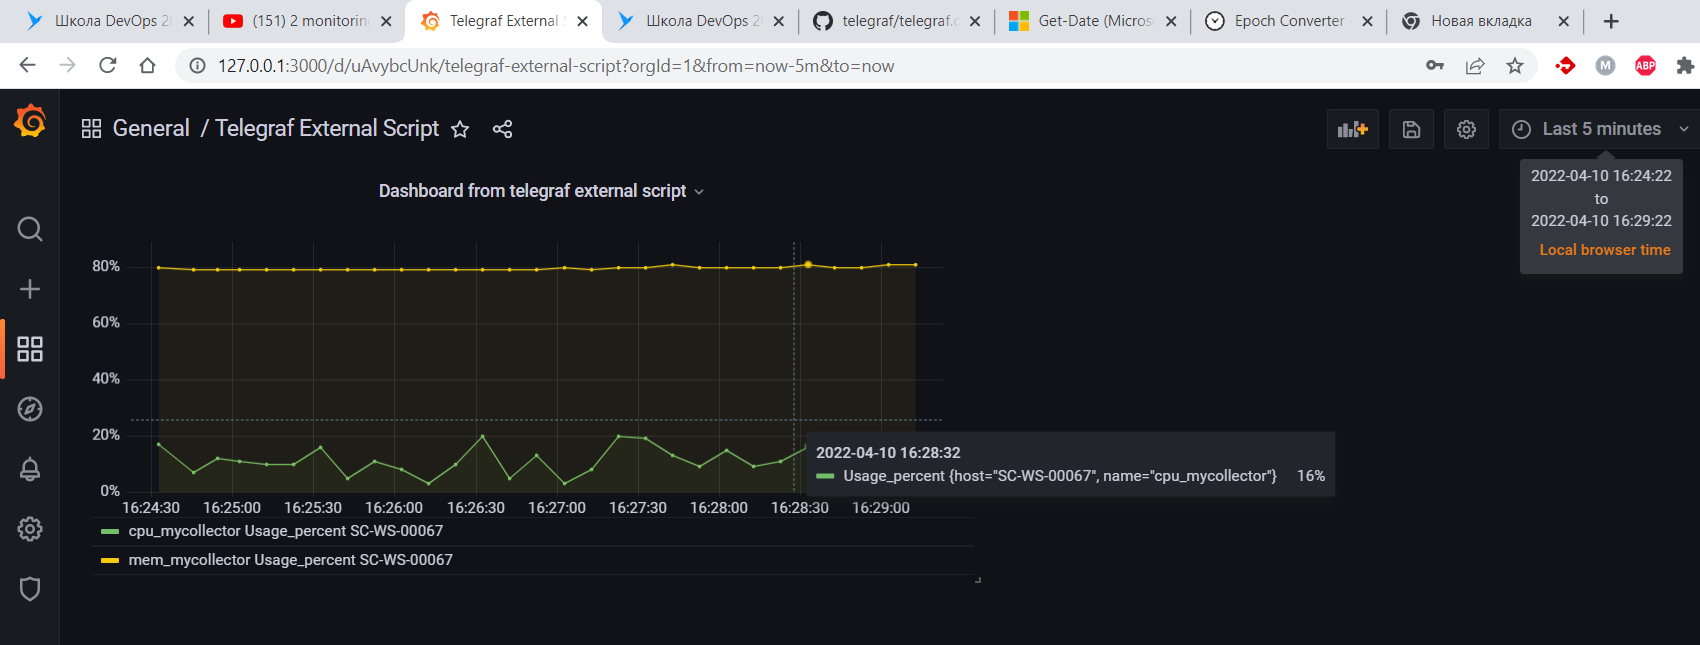 Школа DevOps 2
(151) 2 monitorin
Telegraf External S
Школа DevOps 2
telegraf/telegraf.c
Get-Date (Micros
Epoch Converter
Новая вкладка
127.0.0.1:3000/d/uAvybcUnk/telegraf-external-script?orgId=1&from=now-5m&to=now
M
ABP
General / Telegraf External Script
Last 5 minutes
2022-04-10 16:24:22
to
2022-04-10 16:29:22
Local browser time
Dashboard from telegraf external script
80%
60%
40%
20%
0%
2022-04-10 16:28:32
Usage_percent {host="SC-WS-00067", name="cpu_mycollector"} 16%
16:24:30 16:25:00 16:25:30 16:26:00 16:26:30 16:27:00 16:27:30 16:28:00 16:28:30 16:29:00
cpu_mycollector Usage_percent SC-WS-00067
mem_mycollector Usage_percent SC-WS-00067